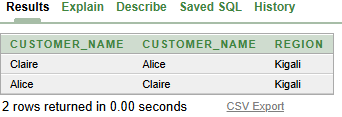 Results Explain Describe Saved SQL History
CUSTOMER_NAME CUSTOMER_NAME REGION
Claire Alice Kigali
Alice Claire Kigali
2 rows returned in 0.00 seconds CSV Export